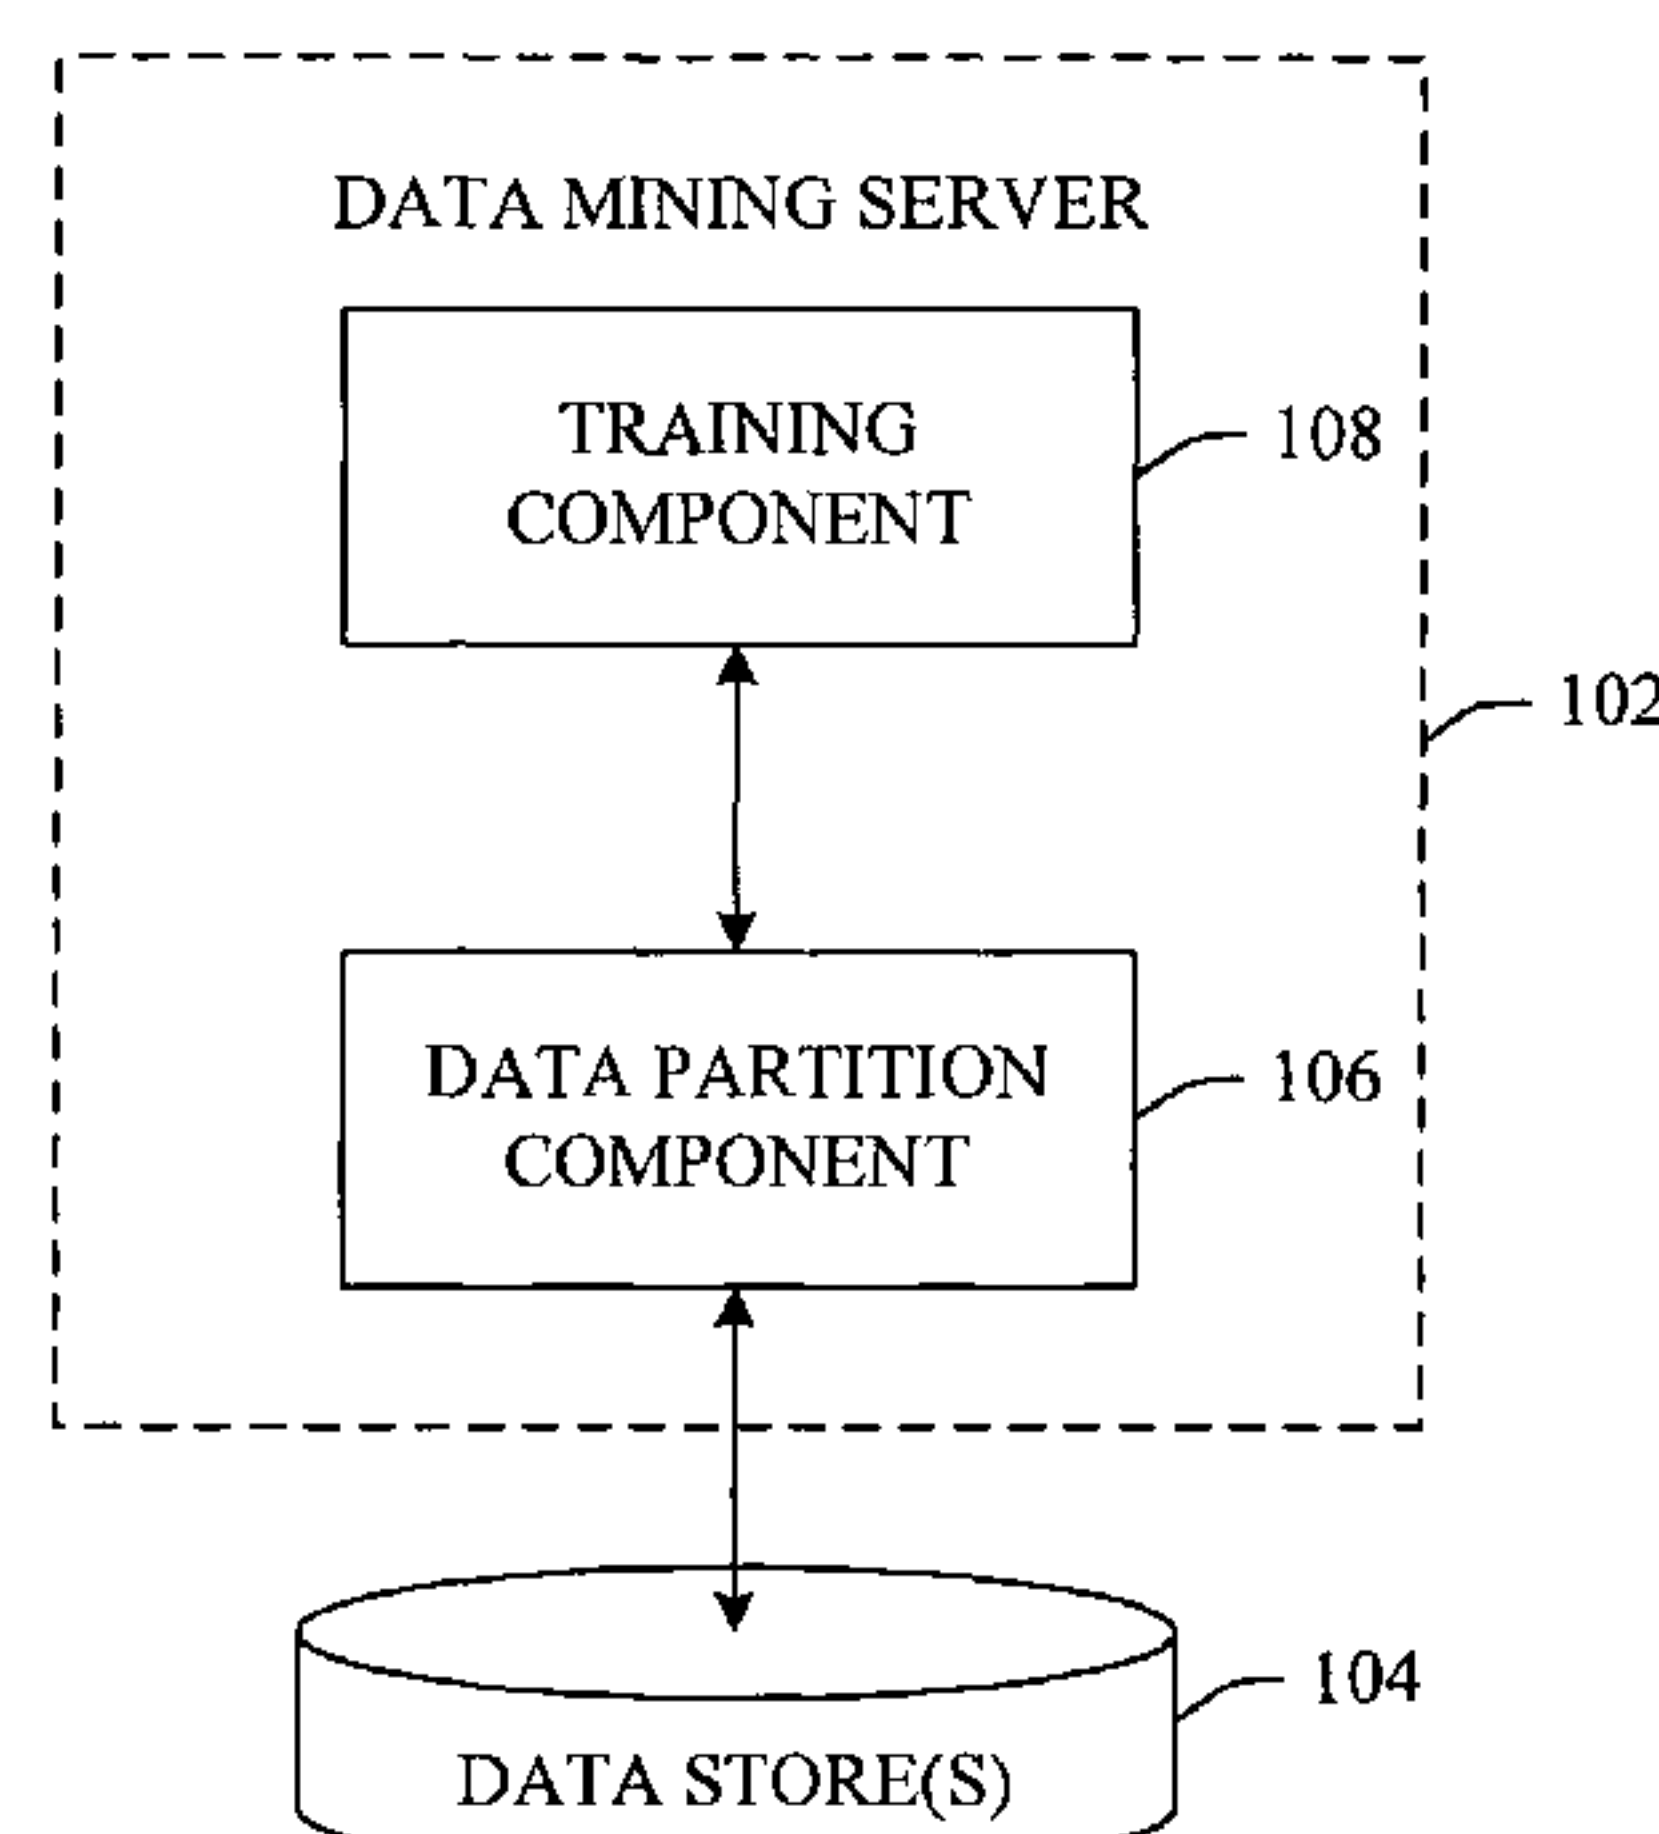 DATA MINING SERVER
TRAINING
COMPONENT
108
102
DATA PARTITION
COMPONENT
106
104
DATA STORE(S)